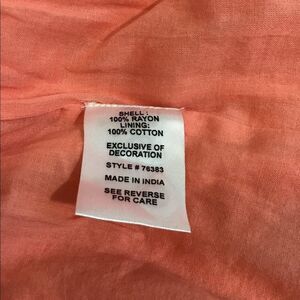 SHELL:
100% RAYON
LINING:
100% COTTON
EXCLUSIVE OF
DECORATION
STYLE # 76383
MADE IN INDIA
SEE REVERSE
FOR CARE